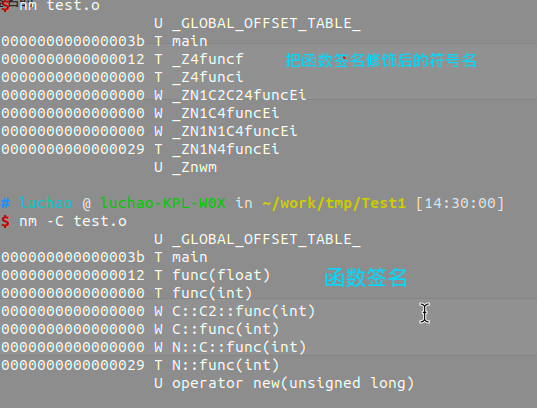 $ nm test.o
U _GLOBAL_OFFSET_TABLE_
000000000000003b T main
0000000000000012 T _Z4funcf 把函数签名修饰后的符号名
0000000000000000 T _Z4funci
0000000000000000 W _ZN1C2C24funcEi
0000000000000000 W _ZN1C4funcEi
0000000000000000 W _ZN1N1C4funcEi
0000000000000029 T _ZN1N4funcEi
U _Znwm
# luchao @ luchao-KPL-W0X in ~/work/tmp/Test1 [14:30:00]
$ nm -C test.o
U _GLOBAL_OFFSET_TABLE_
000000000000003b T main
0000000000000012 T func(float) 函数签名
0000000000000000 T func(int)
0000000000000000 W C::C2::func(int)
0000000000000000 W C::func(int)
0000000000000000 W N::C::func(int)
0000000000000029 T N::func(int)
U operator new(unsigned long)